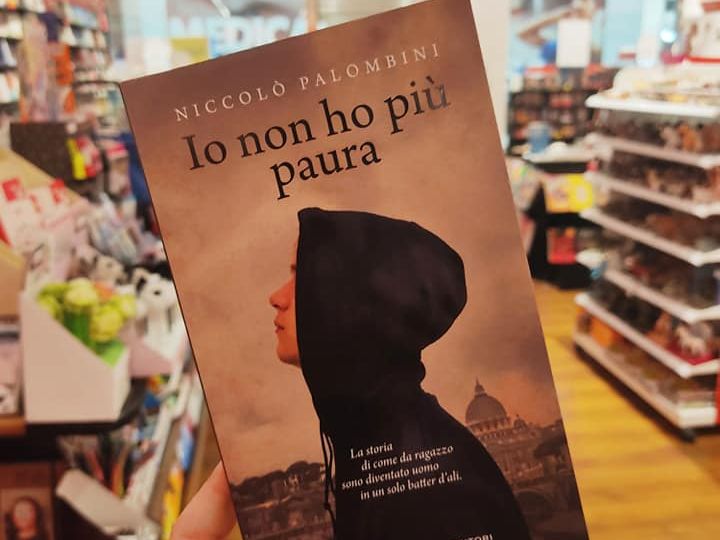 NICCOLÒ PALOMBINI
Io non ho più
paura
La storia
di come da ragazzo
sono diventato uomo
in un solo batter d'ali.